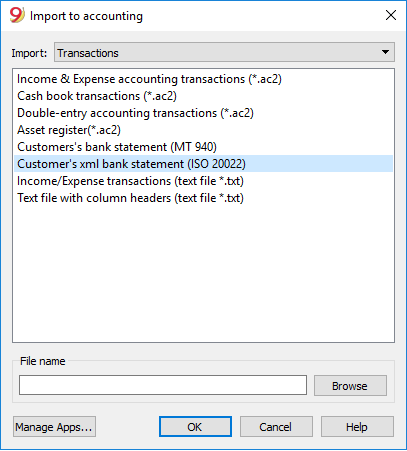 9 Import to accounting
Import: Transactions
Income & Expense accounting transactions (*.ac2)
Cash book transactions (*.ac2)
Double-entry accounting transactions (*.ac2)
Asset register(*.ac2)
Customers's bank statement (MT 940)
Customer's xml bank statement (ISO 20022)
Income/Expense transactions (text file *.txt)
Text file with column headers (text file *.txt)
File name
Browse
Manage Apps... OK Cancel Help